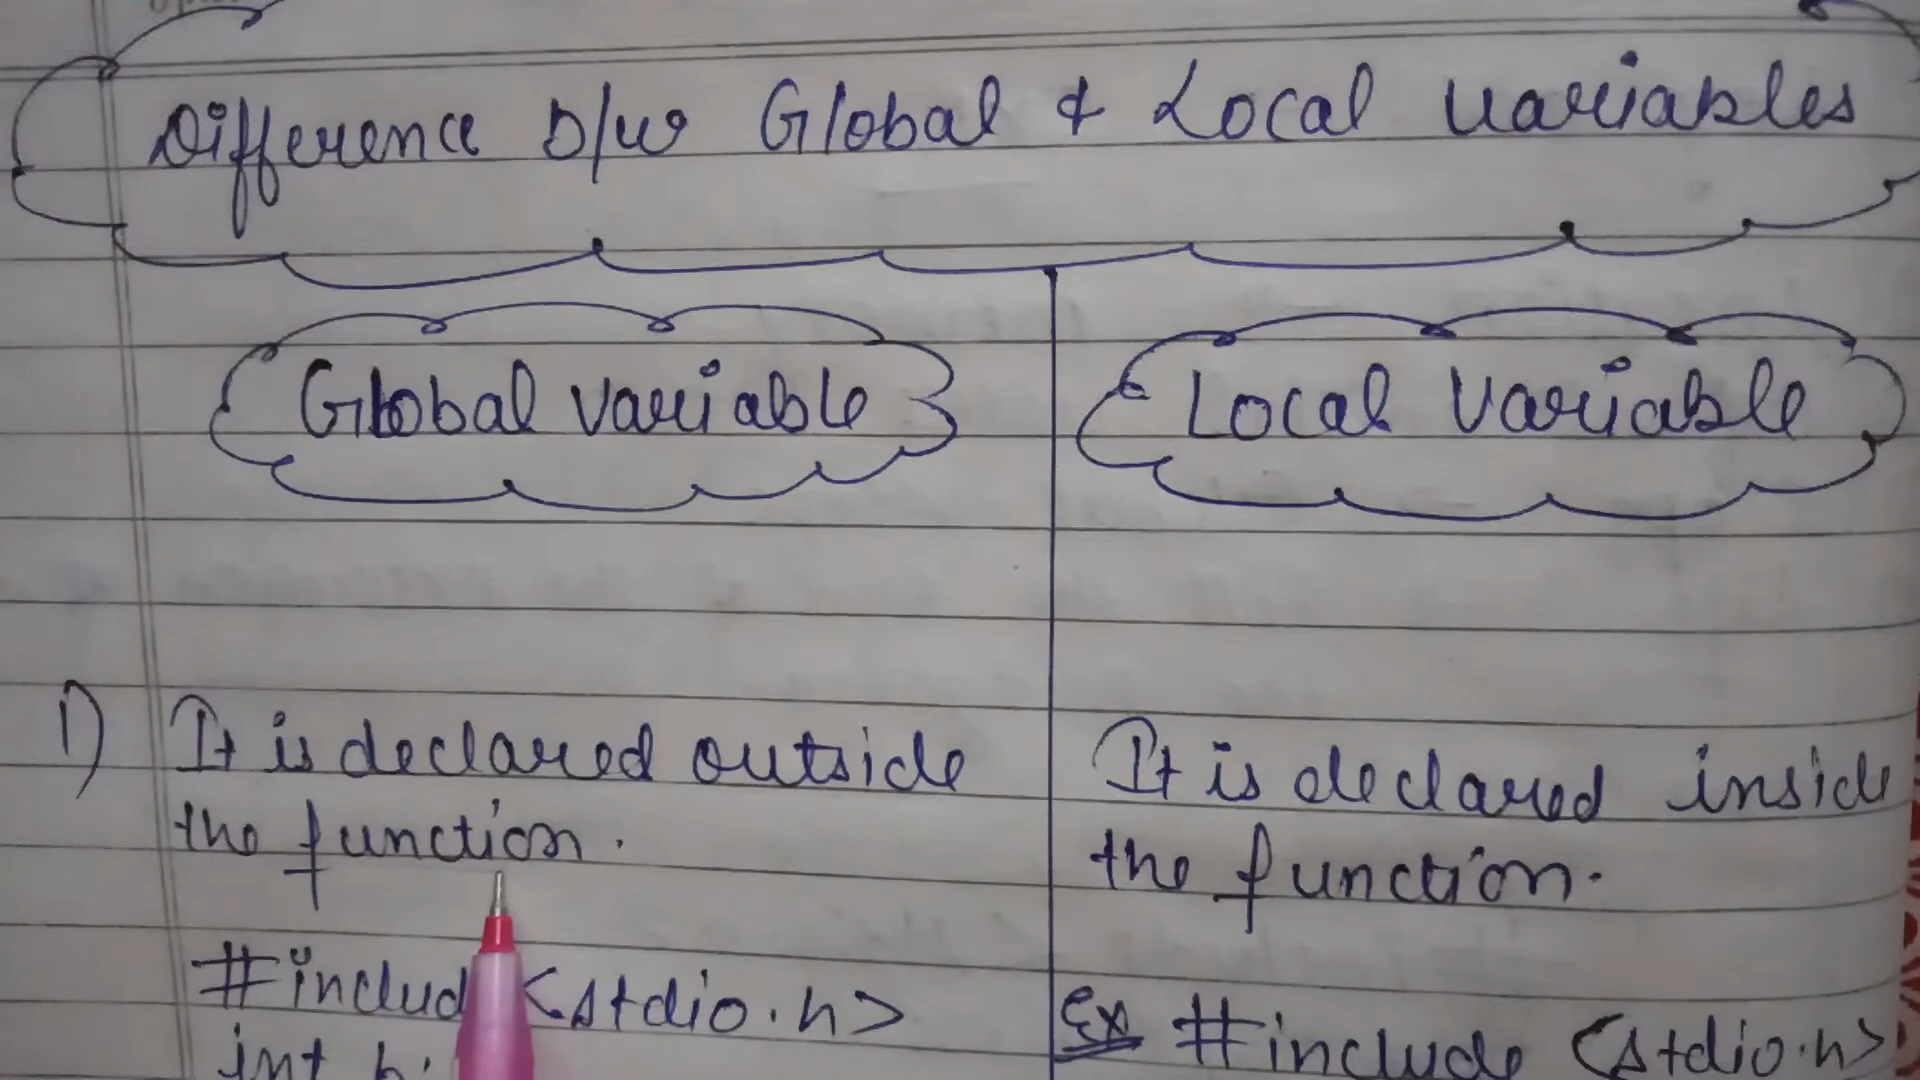 Difference b/w Global & Local variables
Global variable
Local variable
1) It is declared outside
the function.
#includ <stdio.h>
int b;
It is declared inside
the function.
Ex #include <stdio.h>